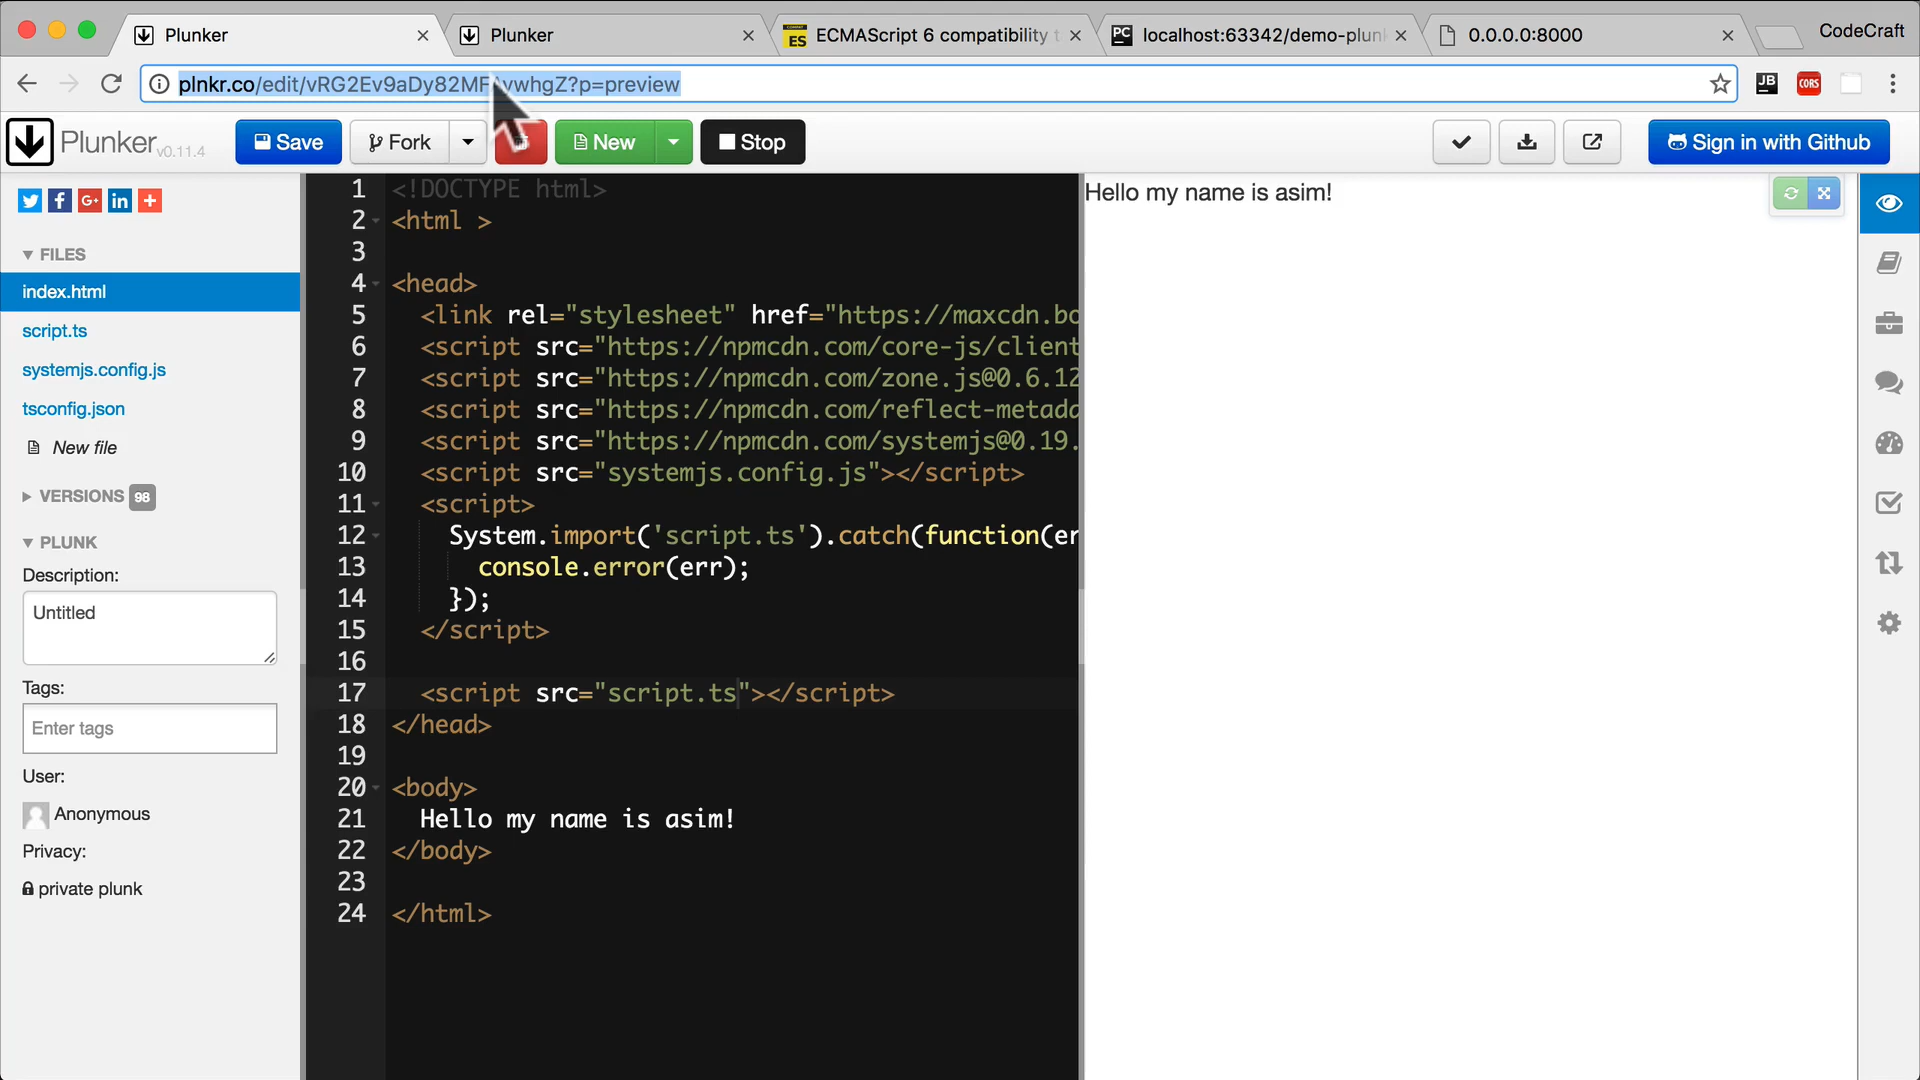 Plunker
Plunker
ECMAScript 6 compatibility t
localhost:63342/demo-plunk
0.0.0.0:8000
CodeCraft
plnkr.co/edit/vRG2Ev9aDy82MF ywhgZ?p=preview
Plunker v0.11.4
Save
Fork
New
Stop
Sign in with Github
FILES
index.html
script.ts
systemjs.config.js
tsconfig.json
New file
VERSIONS 98
PLUNK
Description:
Untitled
Tags:
Enter tags
User:
Anonymous
Privacy:
private plunk
1 <!DOCTYPE html>
2 <html >
3
4 <head>
5 <link rel="stylesheet" href="https://maxcdn.bo
6 <script src="https://npmcdn.com/core-js/client
7 <script src="https://npmcdn.com/zone.js@0.6.12
8 <script src="https://npmcdn.com/reflect-metada
9 <script src="https://npmcdn.com/systemjs@0.19.
10 <script src="systemjs.config.js"></script>
11 <script>
12 System.import('script.ts').catch(function(er
13 console.error(err);
14 });
15 </script>
16
17 <script src="script.ts"></script>
18 </head>
19
20 <body>
21 Hello my name is asim!
22 </body>
23
24 </html>
Hello my name is asim!